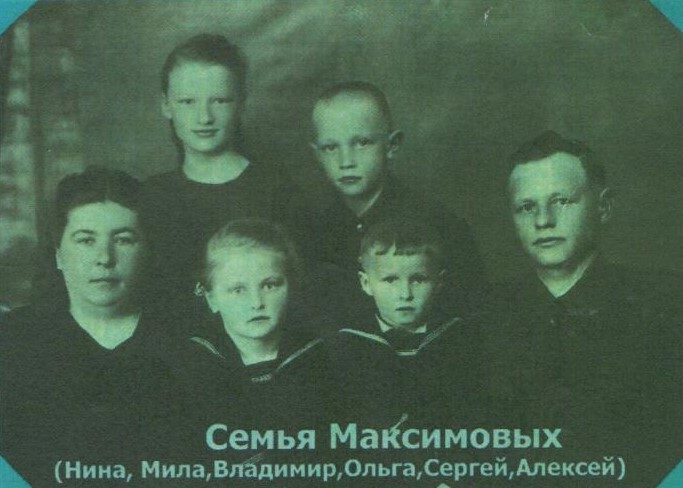 Семья Максимовых
(Нина, Мила,Владимир,Ольга,Сергей,Алексей)